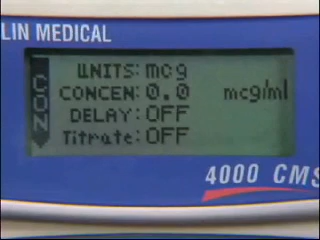 LIN MEDICAL
UNITS: mcg
CONCEN: 0.0 mcg/ml
CON
DELAY: OFF
Titrate: OFF
4000 CMS